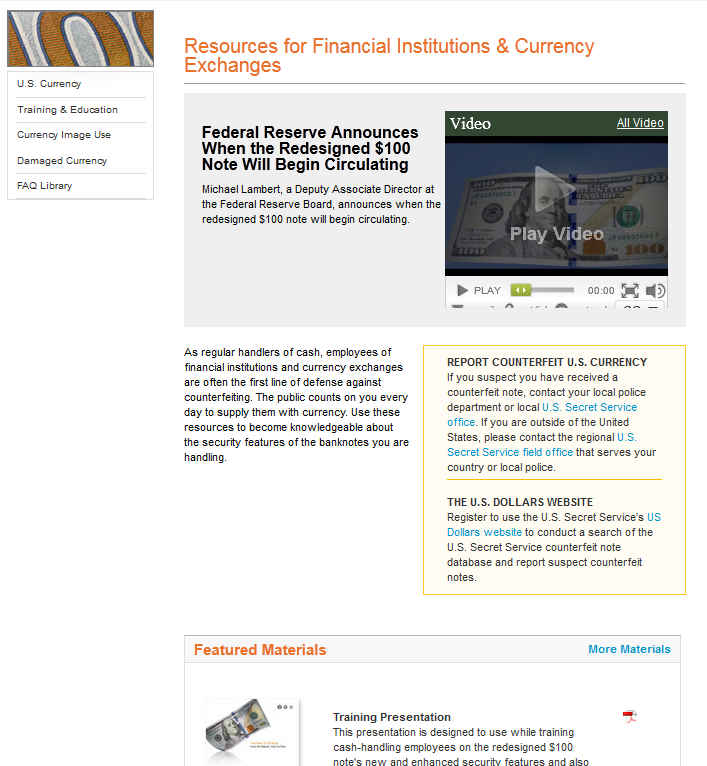 U.S. Currency
Training & Education
Currency Image Use
Damaged Currency
FAQ Library
Resources for Financial Institutions & Currency
Exchanges
Federal Reserve Announces
When the Redesigned $100
Note Will Begin Circulating
Michael Lambert, a Deputy Associate Director at
the Federal Reserve Board, announces when the
redesigned $100 note will begin circulating.
Video
All Video
100
Play Video
100
PLAY
00:00
As regular handlers of cash, employees of
financial institutions and currency exchanges
are often the first line of defense against
counterfeiting. The public counts on you every
day to supply them with currency. Use these
resources to become knowledgeable about
the security features of the banknotes you are
handling.
REPORT COUNTERFEIT U.S. CURRENCY
If you suspect you have received a
counterfeit note, contact your local police
department or local U.S. Secret Service
office. If you are outside of the United
States, please contact the regional U.S.
Secret Service field office that serves your
country or local police.
THE U.S. DOLLARS WEBSITE
Register to use the U.S. Secret Service's US
Dollars website to conduct a search of the
U.S. Secret Service counterfeit note
database and report suspect counterfeit
notes.
Featured Materials
More Materials
Training Presentation
This presentation is designed to use while training
cash-handling employees on the redesigned $100
note's new and enhanced security features and also